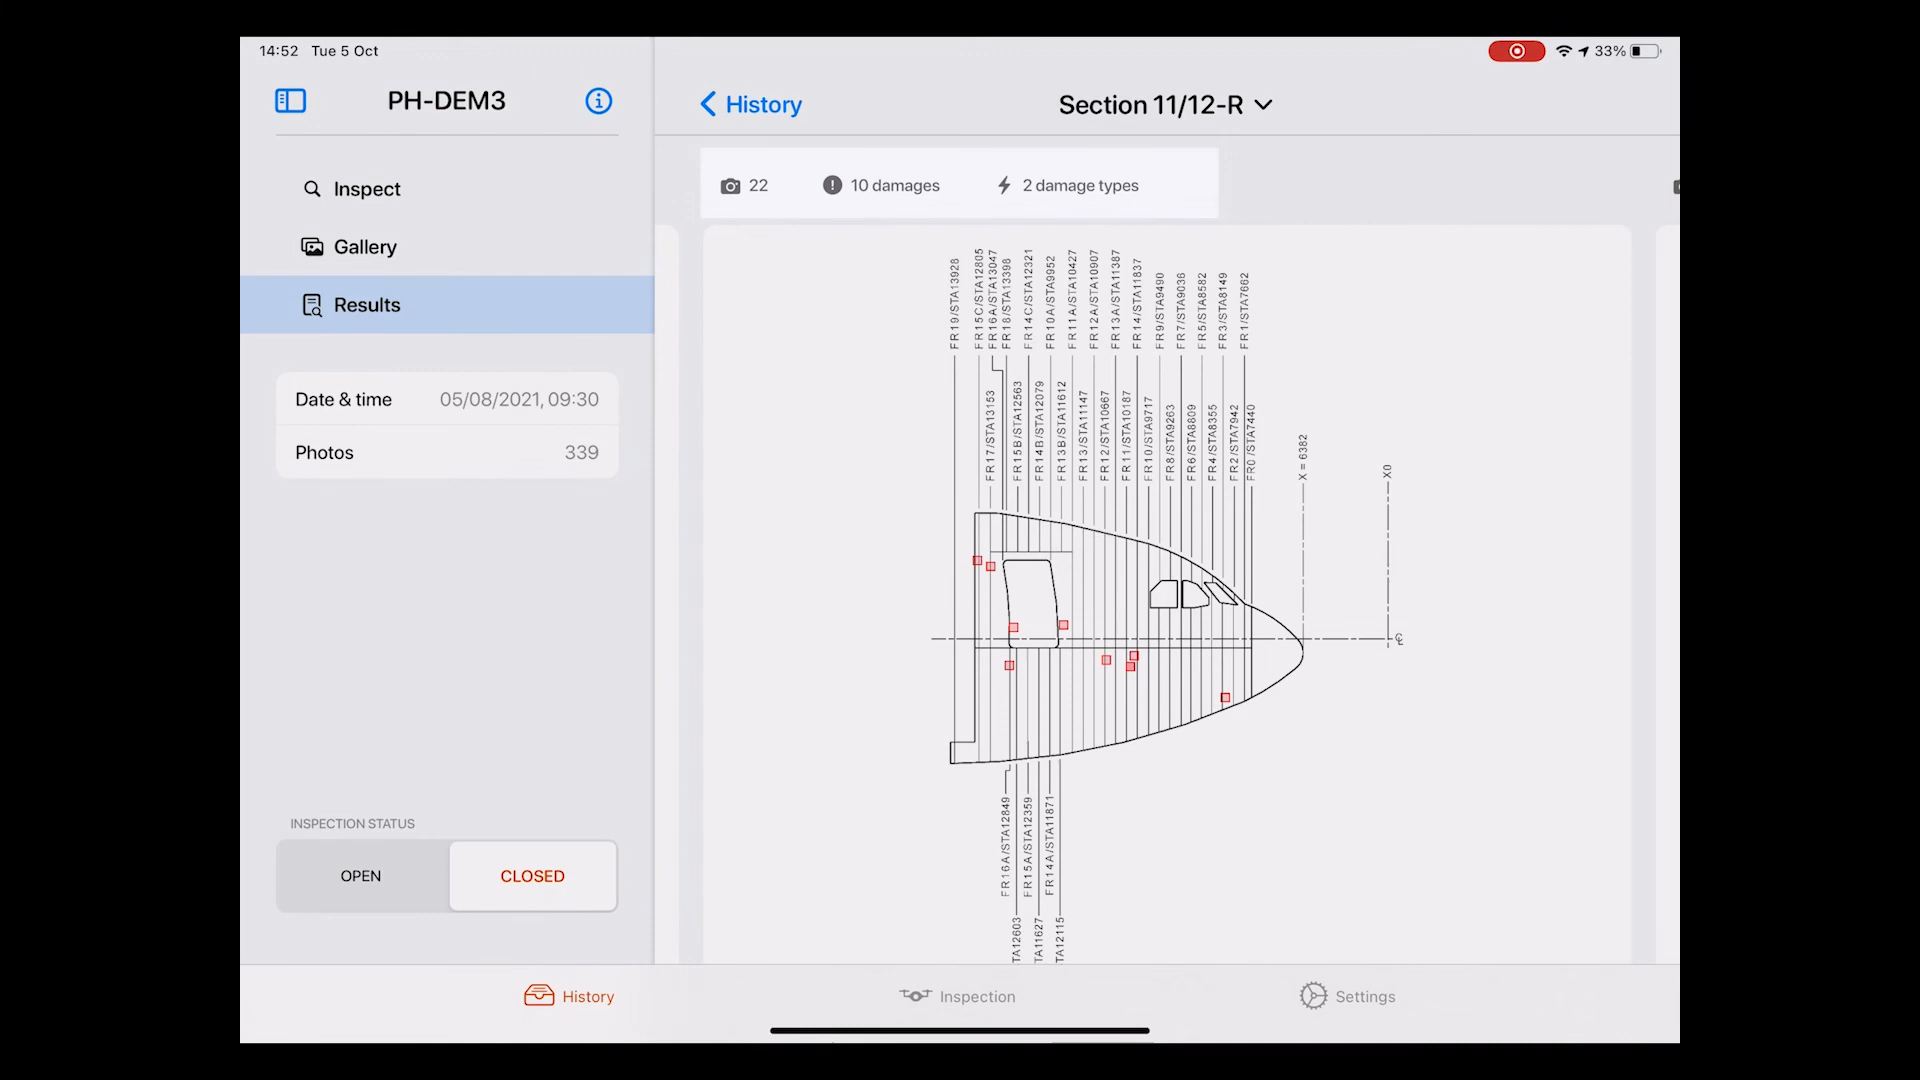 14:52 Tue 5 Oct
33%
PH-DEM3
Inspect
Gallery
Results
Date & time 05/08/2021, 09:30
Photos 339
INSPECTION STATUS
OPEN
CLOSED
History
Section 11/12-R
22
10 damages
2 damage types
FR19/STA13928
FR15C/STA12805
FR16A/STA13047
FR18/STA13398
FR14C/STA12321
FR10A/STA9952
FR11A/STA10427
FR12A/STA10907
FR13A/STA11387
FR14/STA11837
FR9/STA9490
FR7/STA9036
FR5/STA8582
FR3/STA8149
FR1/STA7662
FR17/STA13153
FR15B/STA12563
FR14B/STA12079
FR13B/STA11612
FR13/STA11147
FR12/STA10667
FR11/STA10187
FR10/STA9717
FR8/STA9263
FR6/STA8809
FR4/STA8355
FR2/STA7942
FR0/STA7440
X = 6382
X0
FR16A/STA12849
FR15A/STA12359
FR14A/STA11871
TA12603
TA11627
TA12115
History
Inspection
Settings